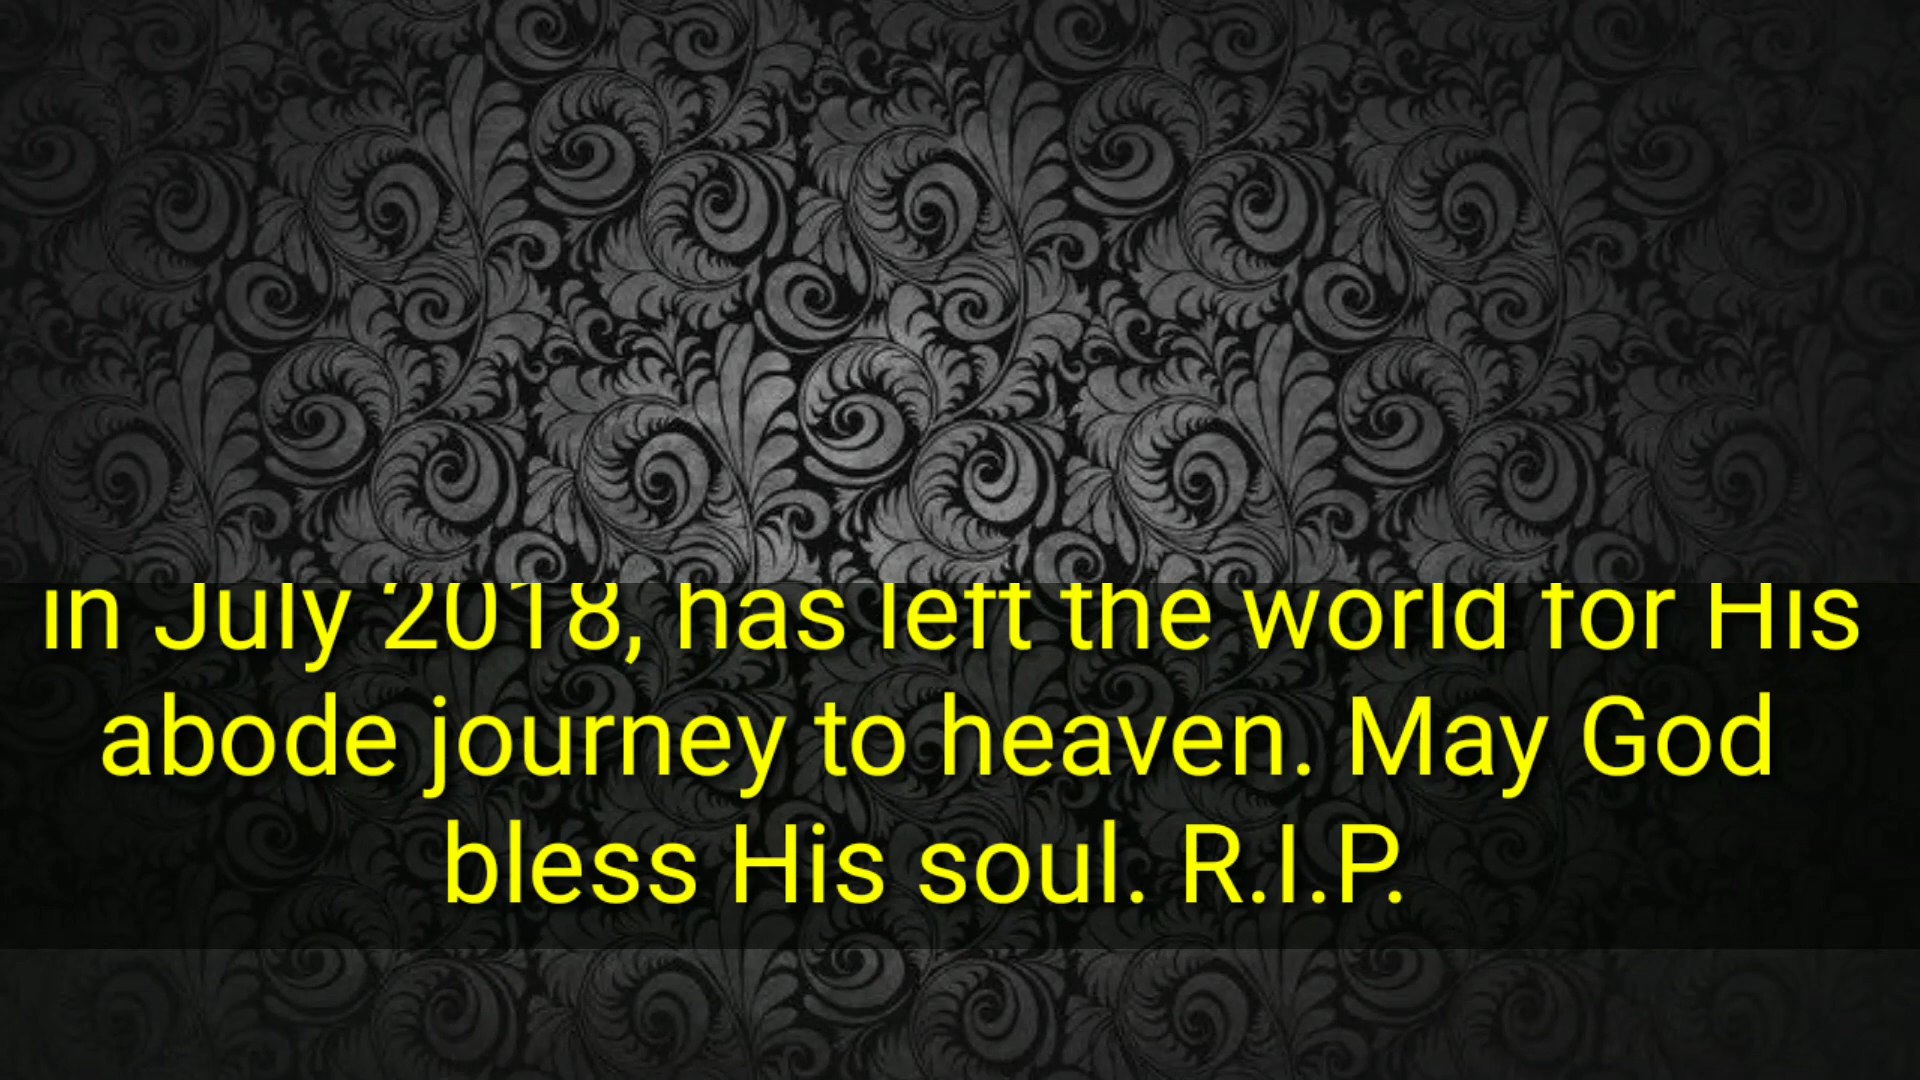 in July 2018, has left the world for His
abode journey to heaven. May God
bless His soul. R.I.P.